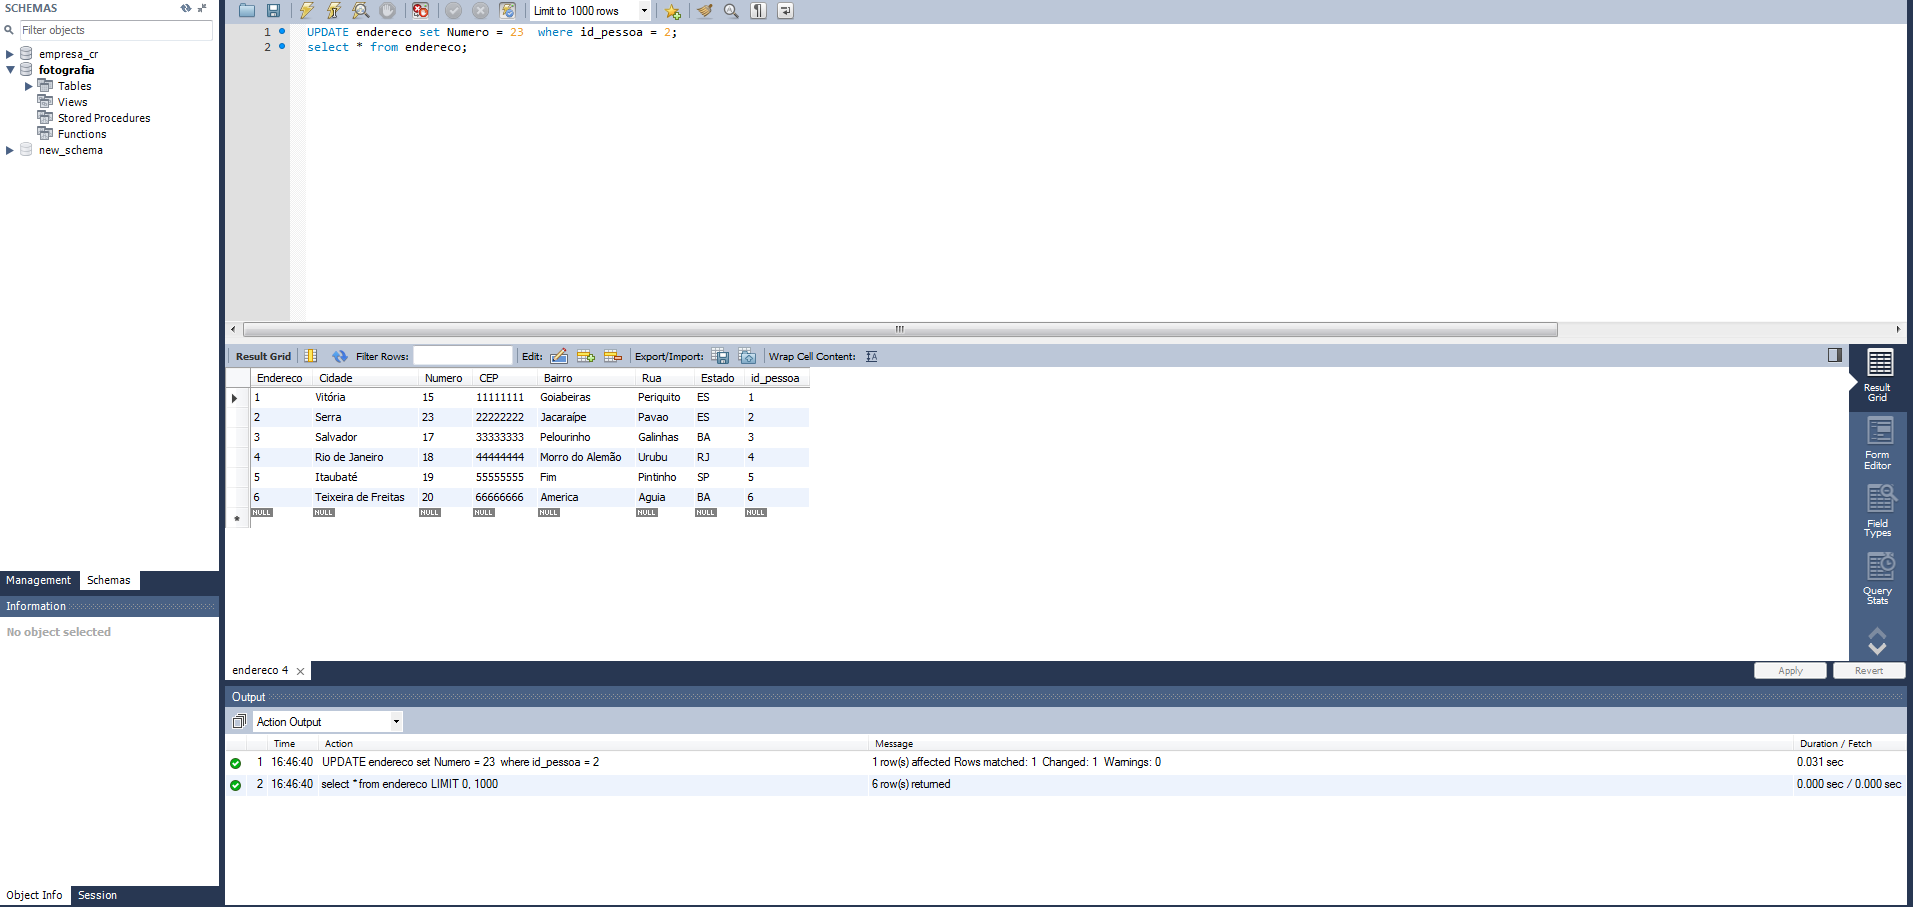 SCHEMAS
Filter objects
empresa_cr
fotografia
Tables
Views
Stored Procedures
Functions
new_schema
Management Schemas
Information
No object selected
Object Info Session
Limit to 1000 rows
1 UPDATE endereco set Numero = 23  where id_pessoa = 2;
2 select * from endereco;
Result Grid Filter Rows: Edit: Export/Import: Wrap Cell Content:
Endereco Cidade Numero CEP Bairro Rua Estado id_pessoa
1 Vitória 15 11111111 Goiabeiras Periquito ES 1
2 Serra 23 22222222 Jacaraípe Pavao ES 2
3 Salvador 17 33333333 Pelourinho Galinhas BA 3
4 Rio de Janeiro 18 44444444 Morro do Alemão Urubu RJ 4
5 Itaubaté 19 55555555 Fim Pintinho SP 5
6 Teixeira de Freitas 20 66666666 America Aguia BA 6
NULL NULL NULL NULL NULL NULL NULL NULL
Result
Grid
Form
Editor
Field
Types
Query
Stats
endereco 4
Apply Revert
Output
Action Output
Time Action Message Duration / Fetch
1 16:46:40 UPDATE endereco set Numero = 23  where id_pessoa = 2 1 row(s) affected Rows matched: 1  Changed: 1  Warnings: 0 0.031 sec
2 16:46:40 select * from endereco LIMIT 0, 1000 6 row(s) returned 0.000 sec / 0.000 sec